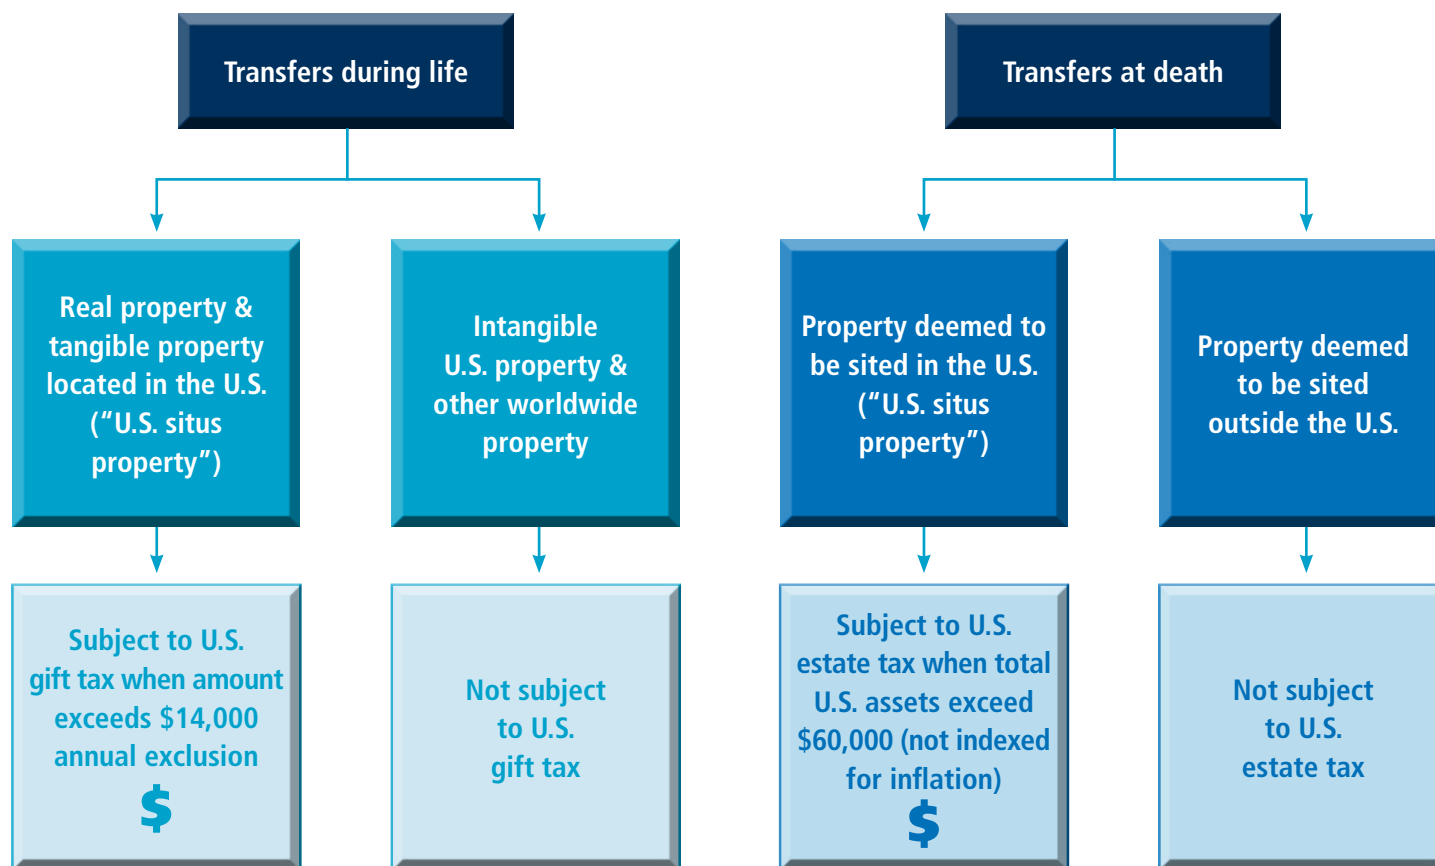 Transfers during life
Transfers at death
Real property &
tangible property
located in the U.S.
(“U.S. situs
property”)
Intangible
U.S. property &
other worldwide
property
Property deemed to
be sited in the U.S.
(“U.S. situs
property”)
Property deemed
to be sited
outside the U.S.
Subject to U.S.
gift tax when amount
exceeds $14,000
annual exclusion
$
Not subject
to U.S.
gift tax
Subject to U.S.
estate tax when total
U.S. assets exceed
$60,000 (not indexed
for inflation)
$
Not subject
to U.S.
estate tax